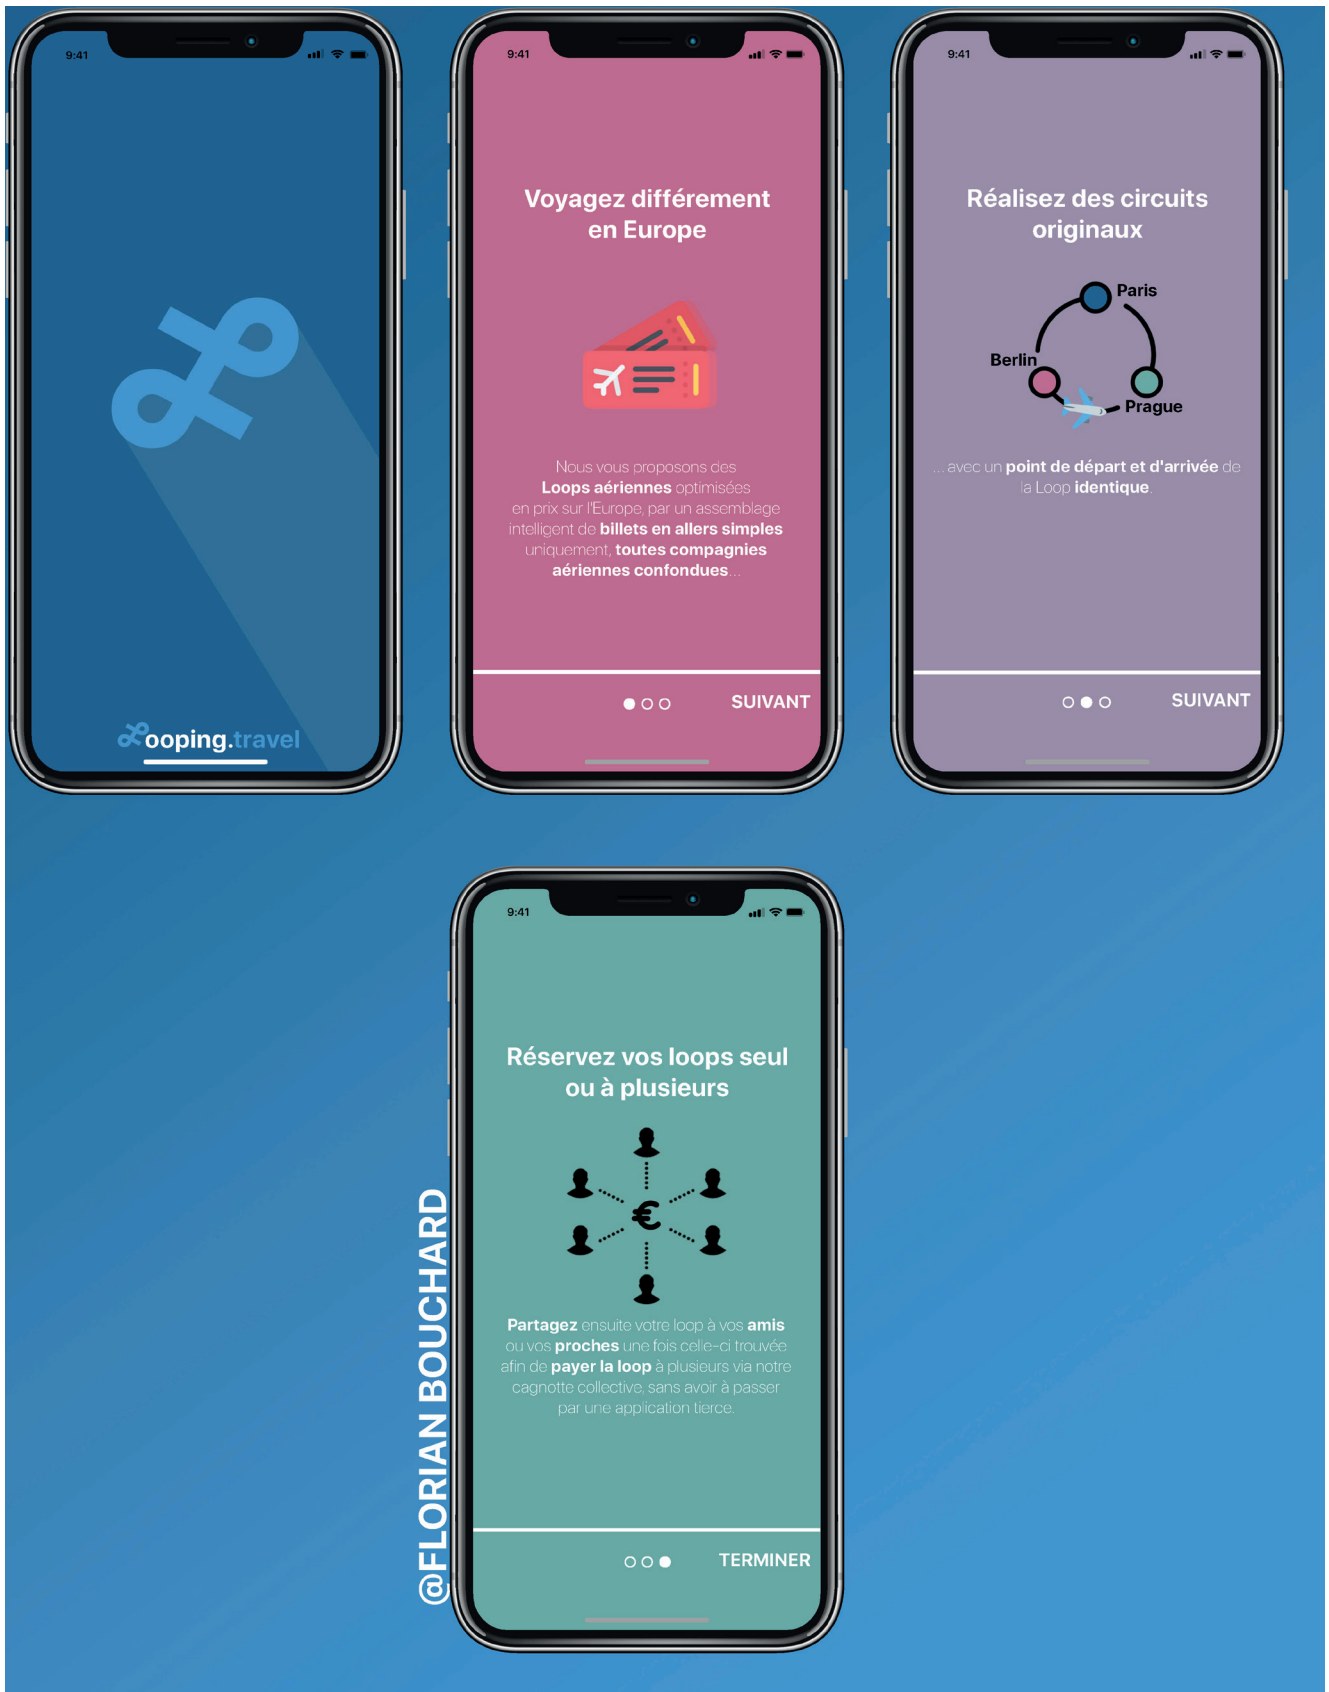 9:41
ooping.travel
9:41
Voyagez différement
en Europe
Nous vous proposons des
Loops aériennes optimisées
en prix sur l'Europe, par un assemblage
intelligent de billets en allers simples
uniquement, toutes compagnies
aériennes confondues...
SUIVANT
9:41
Réalisez des circuits
originaux
Paris
Berlin
Prague
... avec un point de départ et d'arrivée de
la Loop identique.
SUIVANT
9:41
Réservez vos loops seul
ou à plusieurs
€
Partagez ensuite votre loop à vos amis
ou vos proches une fois celle-ci trouvée
afin de payer la loop à plusieurs via notre
cagnotte collective, sans avoir à passer
par une application tierce.
TERMINER
@FLORIAN BOUCHARD